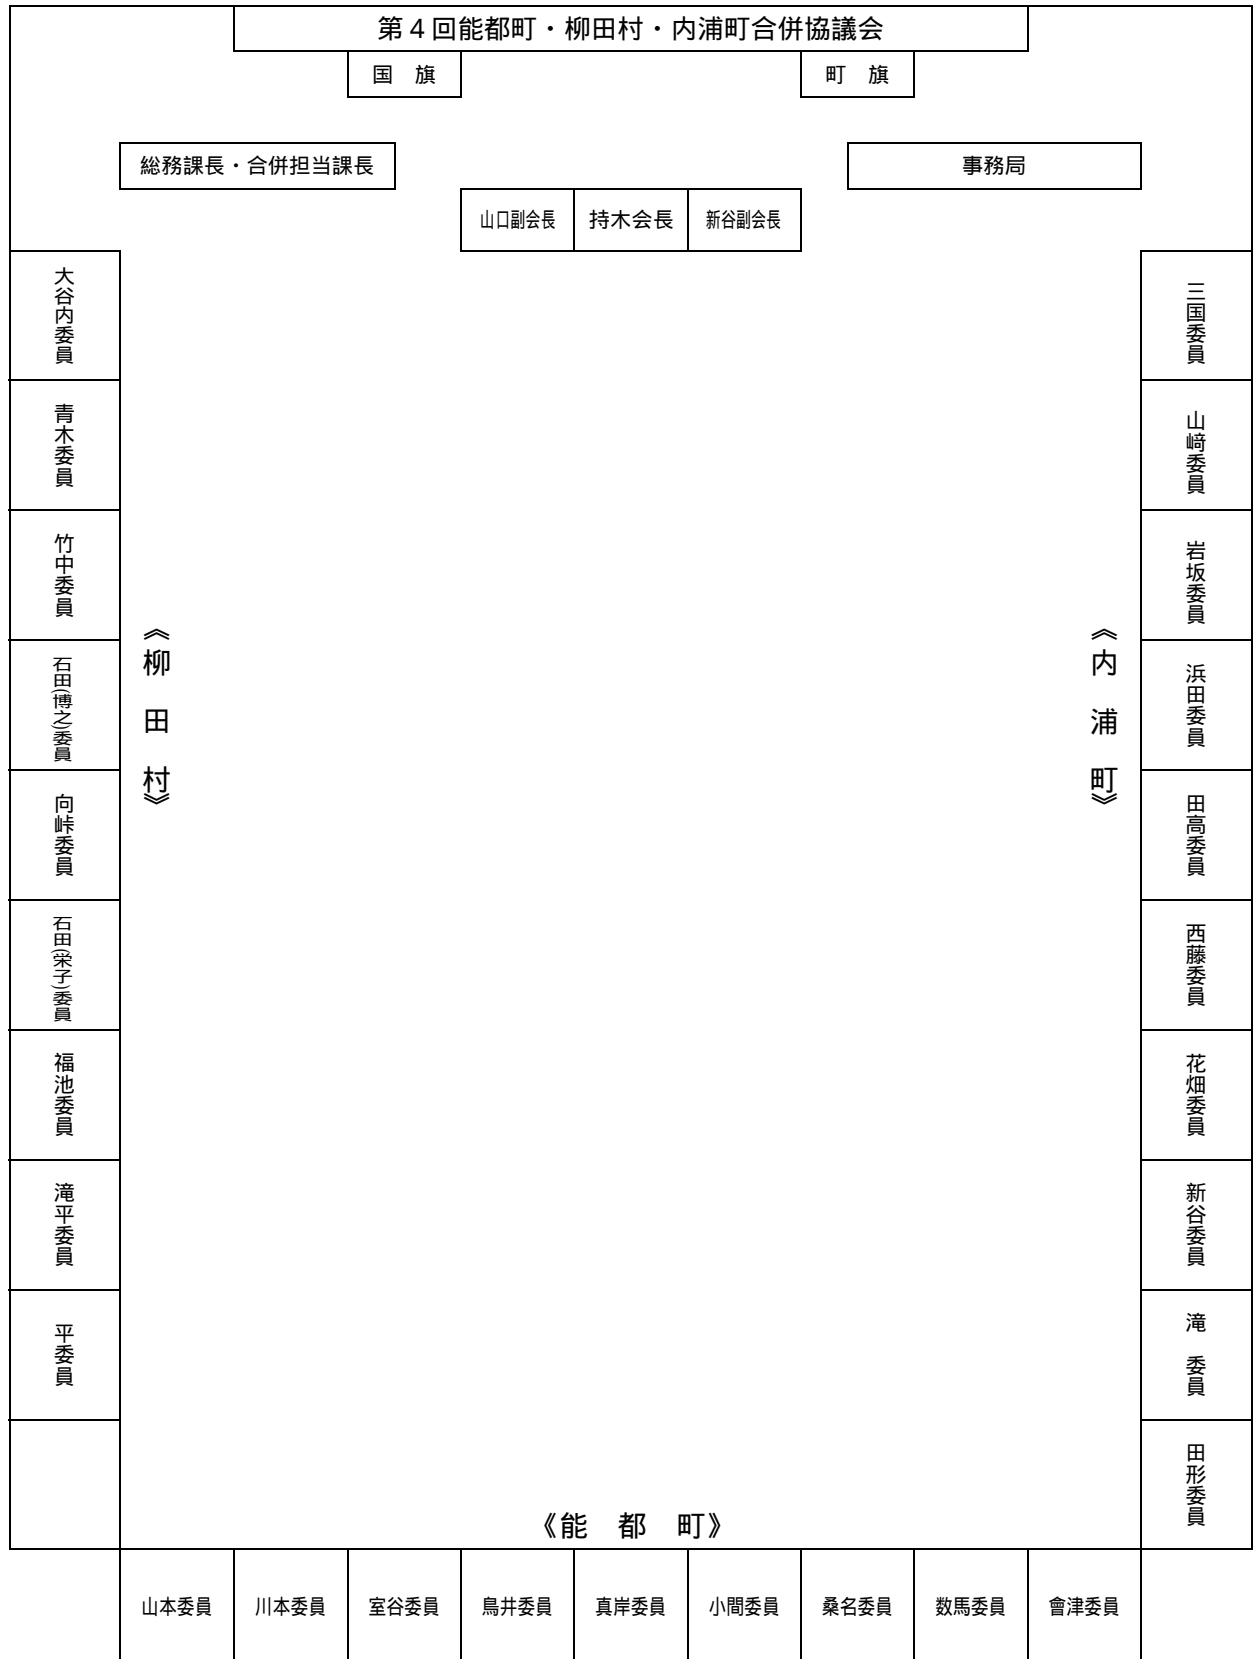 第４回能都町・柳田村・内浦町合併協議会
国　旗
町　旗
総務課長・合併担当課長
事務局
山口副会長
持木会長
新谷副会長
大谷内委員
青木委員
竹中委員
石田(博之)委員
向峠委員
石田(栄子)委員
福池委員
滝平委員
平委員
《柳　田　村》
《内　浦　町》
三国委員
山﨑委員
岩坂委員
浜田委員
田高委員
西藤委員
花畑委員
新谷委員
滝　委員
田形委員
《能　都　町》
山本委員
川本委員
室谷委員
鳥井委員
真岸委員
小間委員
桑名委員
数馬委員
會津委員